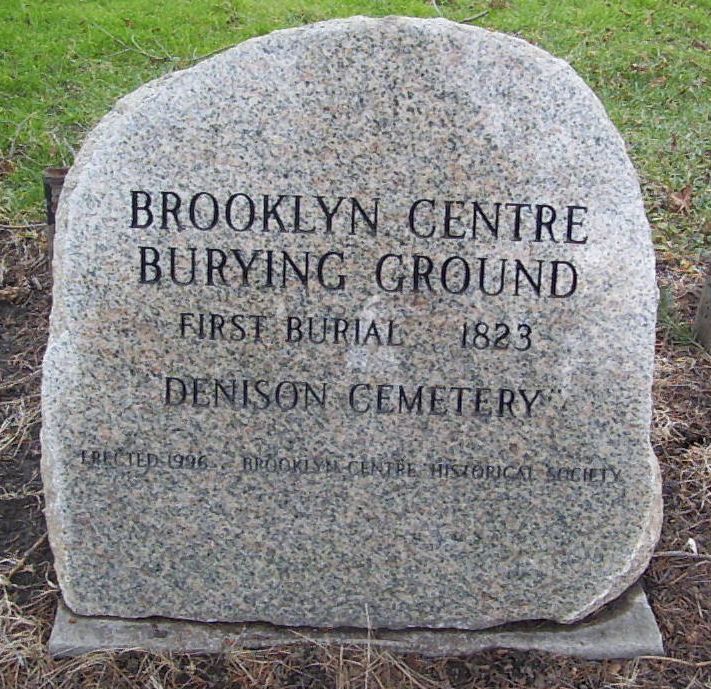 BROOKLYN CENTRE
BURYING GROUND
FIRST BURIAL 1823
"DENISON CEMETERY"
ERECTED 1996 . BROOKLYN CENTRE HISTORICAL SOCIETY